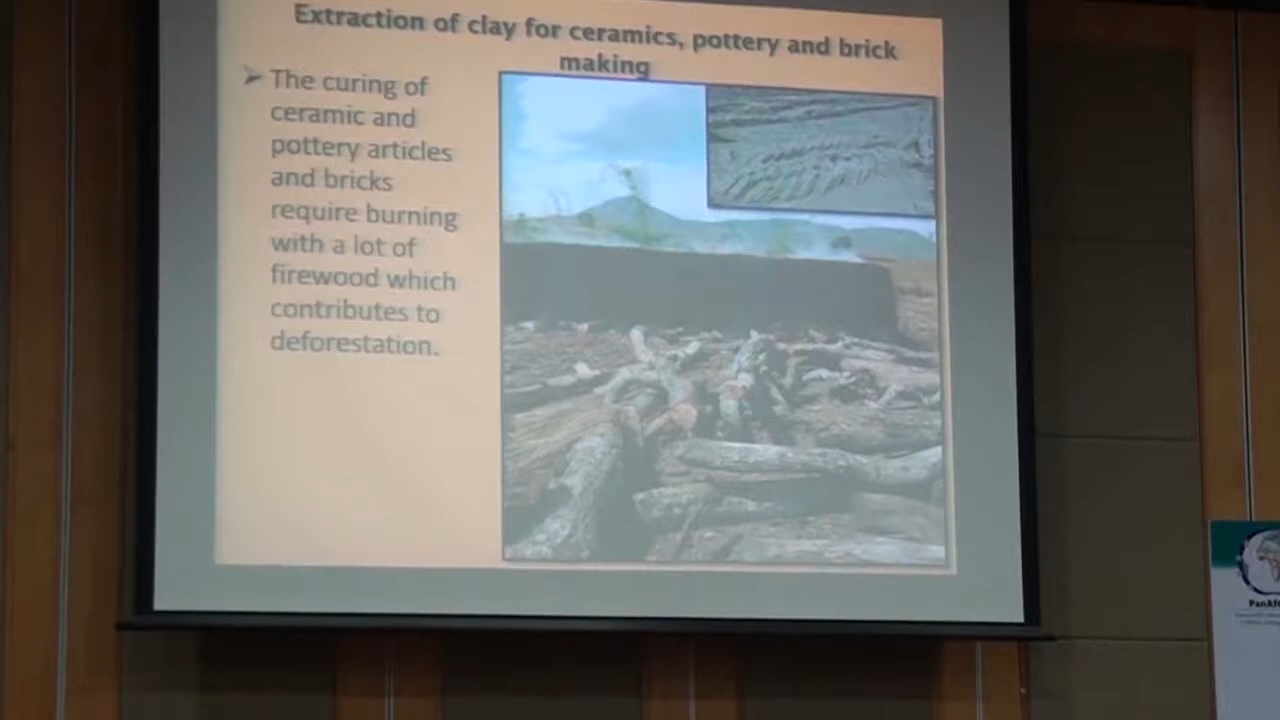 Extraction of clay for ceramics, pottery and brick
making
The curing of
ceramic and
pottery articles
and bricks
require burning
with a lot of
firewood which
contributes to
deforestation.
PanAf